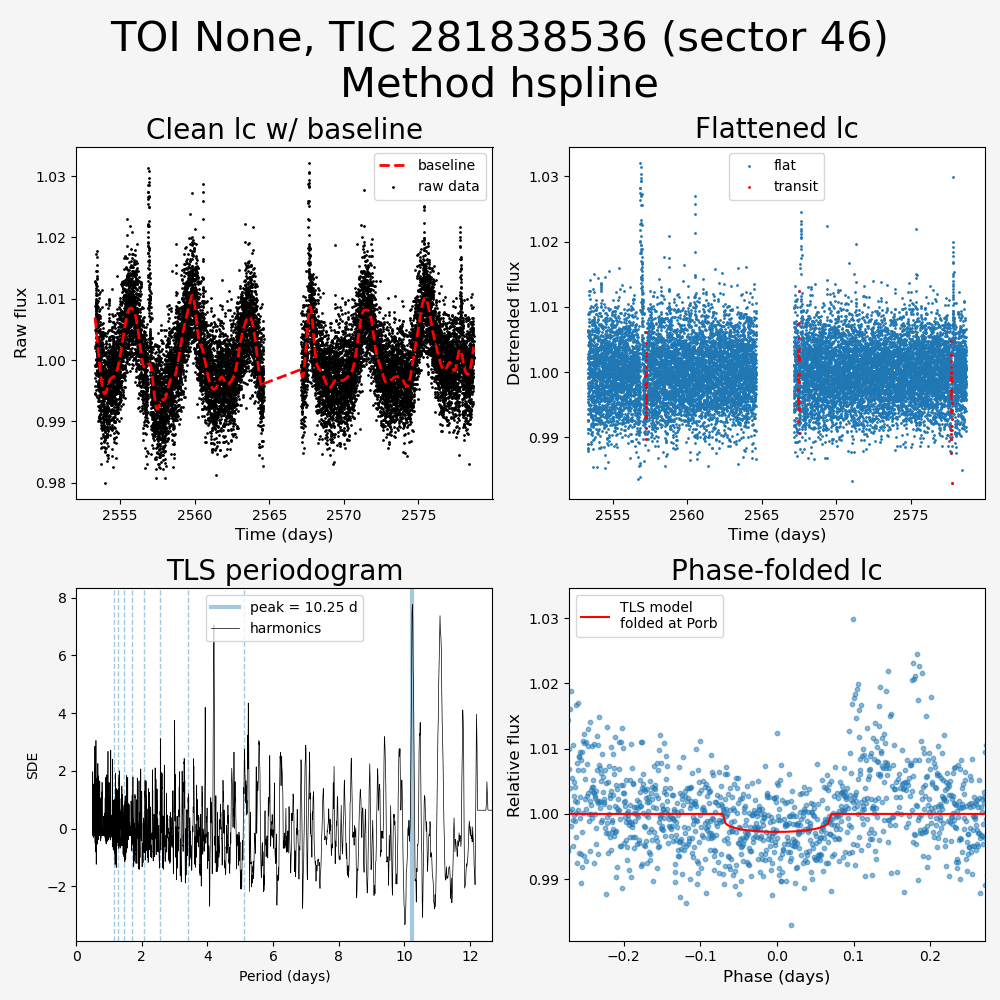 TOI None, TIC 281838536 (sector 46)
Method hspline
Clean lc w/ baseline
Flattened lc
baseline
raw data
flat
transit
Raw flux
1.03
1.02
1.01
1.00
0.99
0.98
2555
2560
2565
2570
2575
Time (days)
Detrended flux
1.03
1.02
1.01
1.00
0.99
2555
2560
2565
2570
2575
Time (days)
TLS periodogram
Phase-folded lc
peak = 10.25 d
harmonics
TLS model
folded at Porb
SDE
8
6
4
2
0
−2
0
2
4
6
8
10
12
Period (days)
Relative flux
1.03
1.02
1.01
1.00
0.99
−0.2
−0.1
0.0
0.1
0.2
Phase (days)